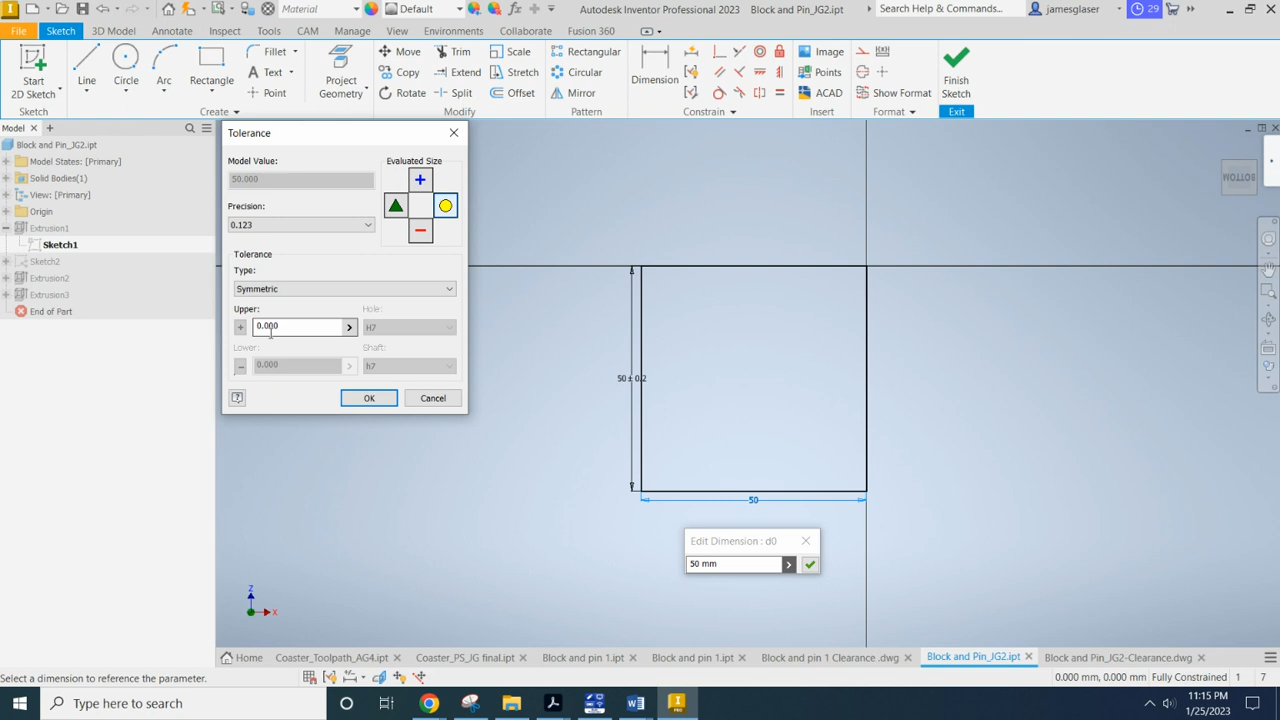 Material
Default
Autodesk Inventor Professional 2023
Block and Pin_JG2.ipt
Search Help & Commands...
jamesglaser
29
File
Sketch
3D Model
Annotate
Inspect
Tools
CAM
Manage
View
Environments
Collaborate
Fusion 360
Start
2D Sketch
Line
Circle
Arc
Rectangle
Fillet
Text
Point
Project
Geometry
Move
Copy
Rotate
Trim
Extend
Split
Scale
Stretch
Offset
Rectangular
Circular
Mirror
Dimension
Image
Points
ACAD
Show Format
Finish
Sketch
Sketch
Create
Modify
Pattern
Constrain
Insert
Format
Exit
Model
Block and Pin_JG2.ipt
Model States: [Primary]
Solid Bodies(1)
View: [Primary]
Origin
Extrusion1
Sketch1
Sketch2
Extrusion2
Extrusion3
End of Part
Tolerance
Model Value:
50.000
Evaluated Size
Precision:
0.123
Tolerance
Type:
Symmetric
Upper:
0.000
Hole:
H7
Lower:
0.000
Shaft:
h7
OK
Cancel
BOTTOM
50 ± 0.2
50
Edit Dimension : d0
50 mm
Z
X
Home
Coaster_Toolpath_AG4.ipt
Coaster_PS_JG final.ipt
Block and pin 1.ipt
Block and pin 1.ipt
Block and pin 1 Clearance .dwg
Block and Pin_JG2.ipt
Block and Pin_JG2-Clearance.dwg
Select a dimension to reference the parameter.
0.000 mm, 0.000 mm
Fully Constrained
1
7
Type here to search
11:15 PM
1/25/2023